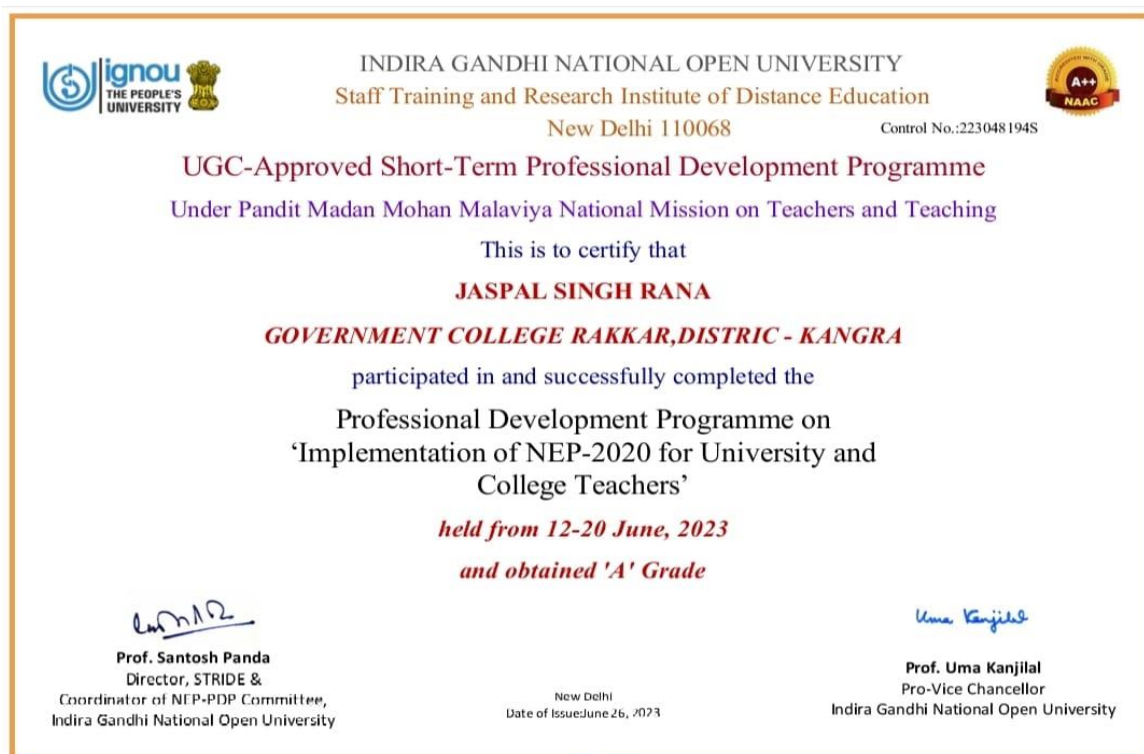 ignou
THE PEOPLE'S
UNIVERSITY
INDIRA GANDHI NATIONAL OPEN UNIVERSITY
Staff Training and Research Institute of Distance Education
New Delhi 110068
Control No.:223048194S
A++
NAAC
UGC-Approved Short-Term Professional Development Programme
Under Pandit Madan Mohan Malaviya National Mission on Teachers and Teaching
This is to certify that
JASPAL SINGH RANA
GOVERNMENT COLLEGE RAKKAR,DISTRIC - KANGRA
participated in and successfully completed the
Professional Development Programme on
‘Implementation of NEP-2020 for University and
College Teachers’
held from 12-20 June, 2023
and obtained 'A' Grade
Prof. Santosh Panda
Director, STRIDE &
Coordinator of NEP-PDP Committee,
Indira Gandhi National Open University
New Delhi
Date of Issue:June 26, 2023
Uma Kanjilal
Prof. Uma Kanjilal
Pro-Vice Chancellor
Indira Gandhi National Open University